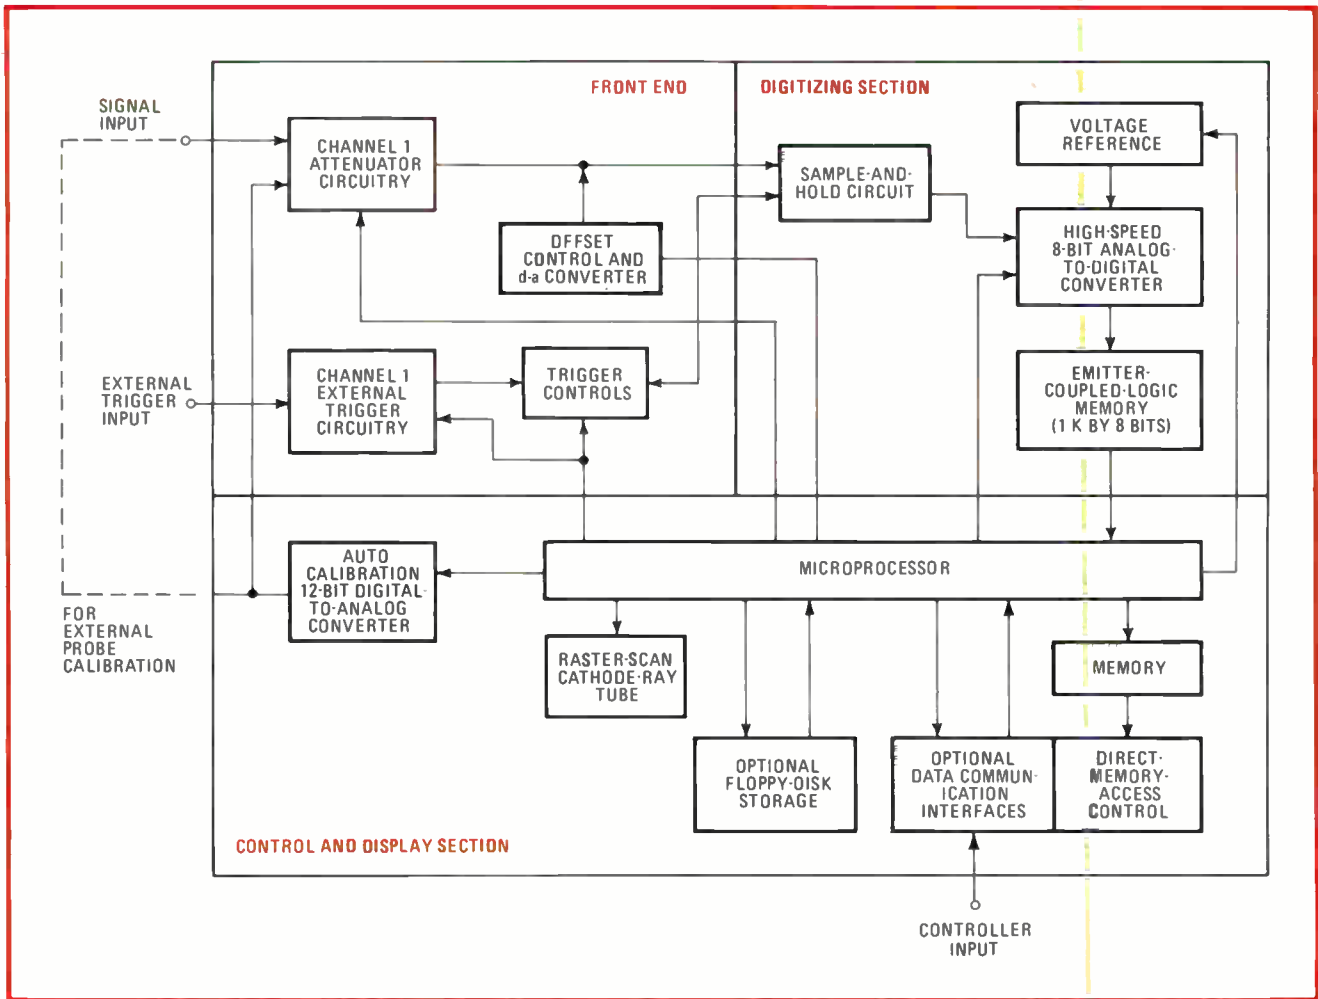 FRONT END
DIGITIZING SECTION
SIGNAL
INPUT
CHANNEL 1
ATTENUATOR
CIRCUITRY
SAMPLE-AND-
HOLD CIRCUIT
VOLTAGE
REFERENCE
OFFSET
CONTROL AND
d-a CONVERTER
HIGH-SPEED
8-BIT ANALOG-
TO-DIGITAL
CONVERTER
EXTERNAL
TRIGGER
INPUT
CHANNEL 1
EXTERNAL
TRIGGER
CIRCUITRY
TRIGGER
CONTROLS
EMITTER-
COUPLED-LOGIC
MEMORY
(1 K BY 8 BITS)
AUTO
CALIBRATION
12-BIT DIGITAL-
TO-ANALOG
CONVERTER
MICROPROCESSOR
FOR
EXTERNAL
PROBE
CALIBRATION
RASTER-SCAN
CATHODE-RAY
TUBE
MEMORY
OPTIONAL
FLOPPY-DISK
STORAGE
OPTIONAL
DATA COMMUN-
ICATION
INTERFACES
DIRECT-
MEMORY-
ACCESS
CONTROL
CONTROL AND DISPLAY SECTION
CONTROLLER
INPUT